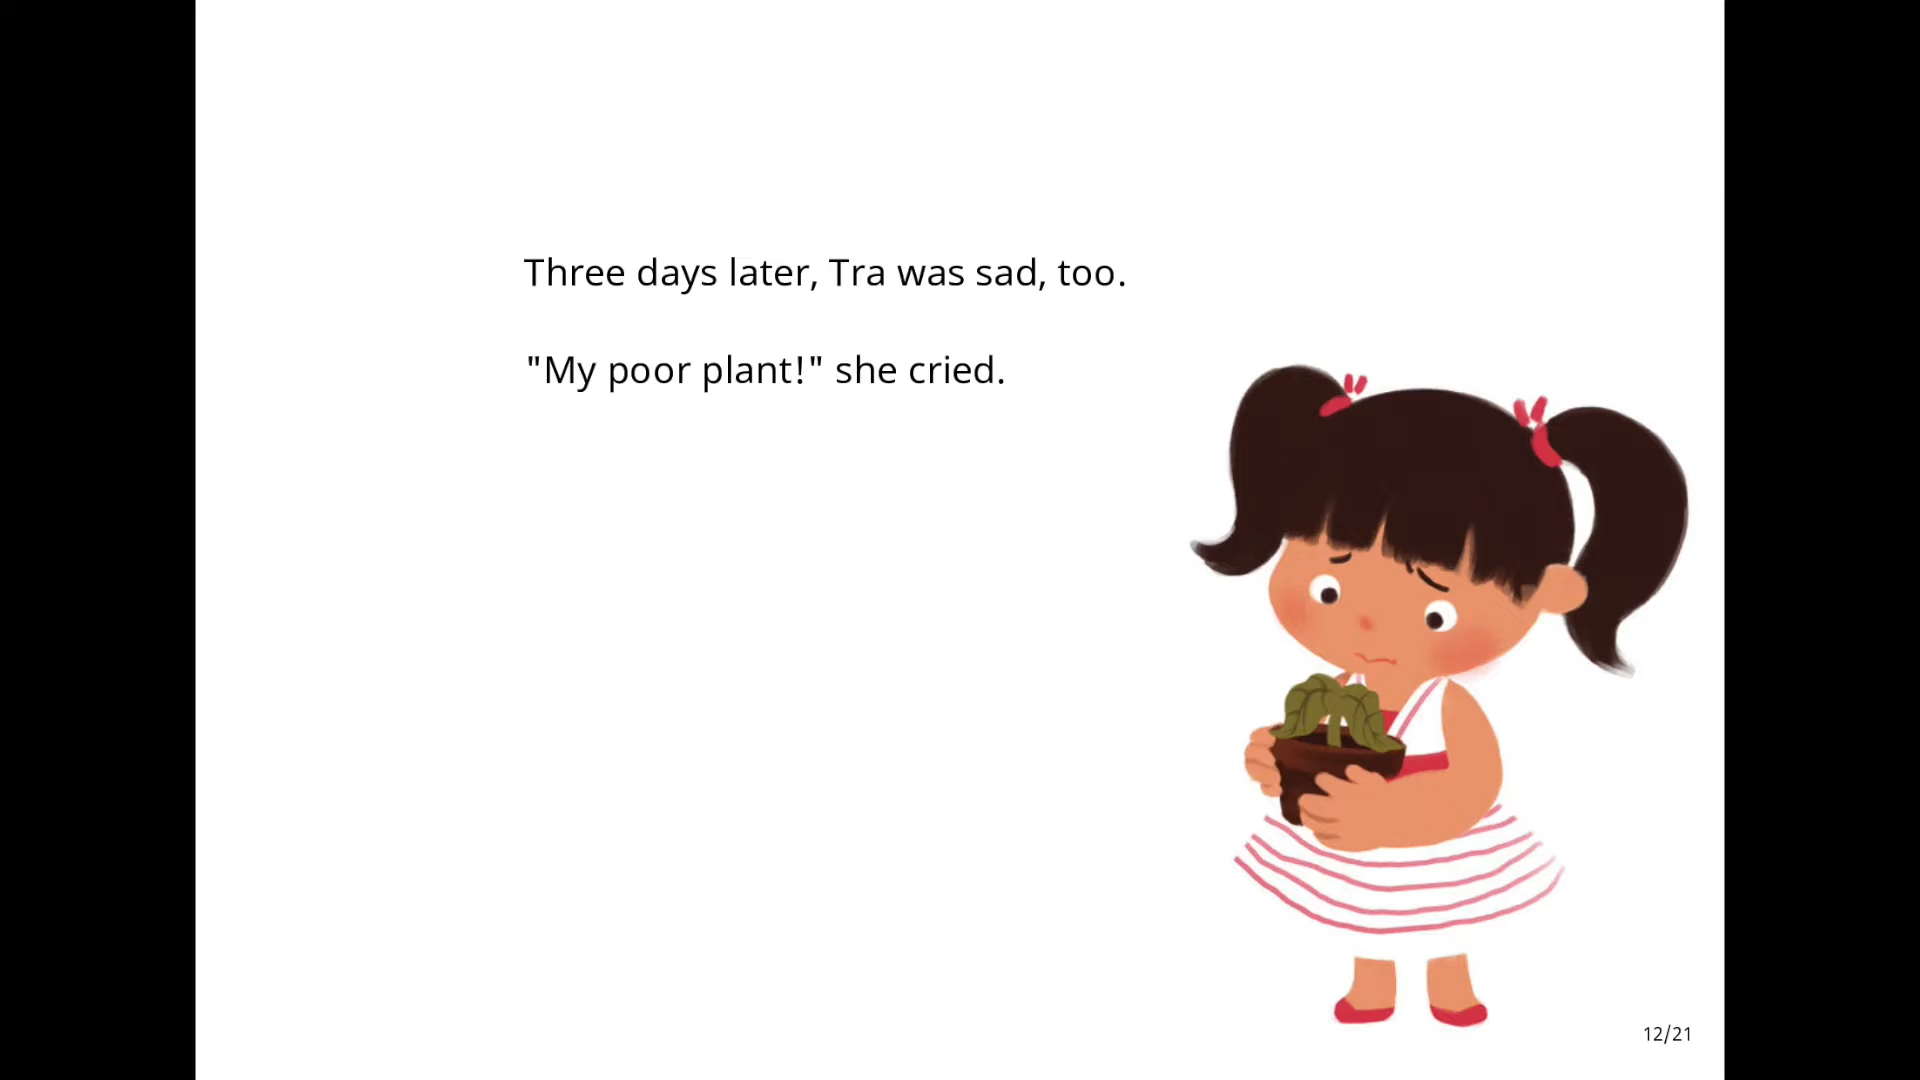 Three days later, Tra was sad, too.
"My poor plant!" she cried.
12/21